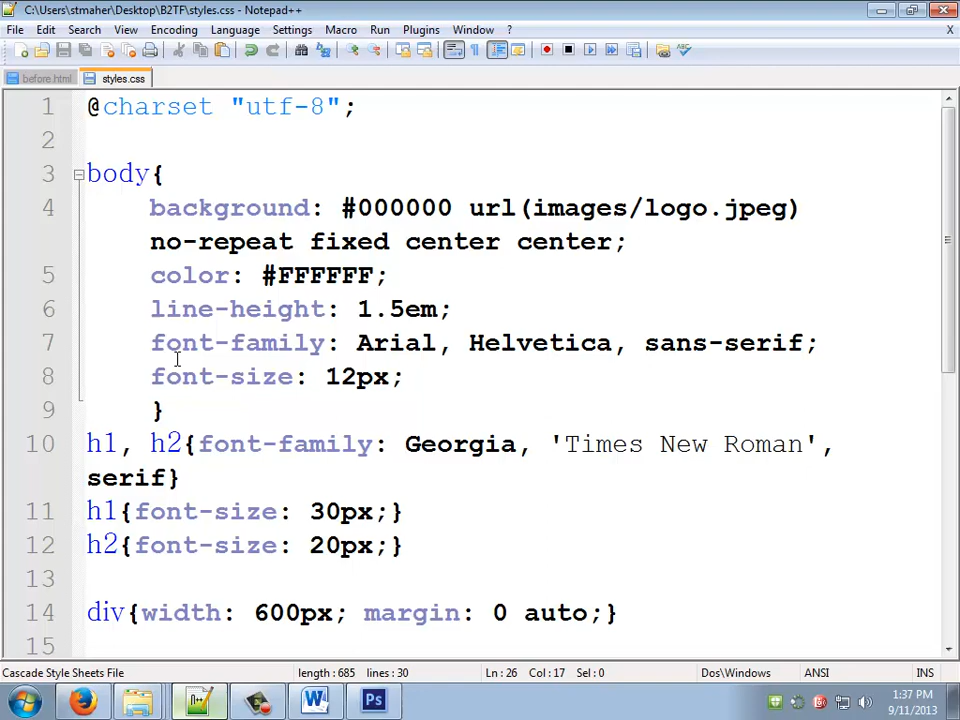 C:\Users\stmaher\Desktop\B2TF\styles.css - Notepad++
File Edit Search View Encoding Language Settings Macro Run Plugins Window ? X
before.html styles.css
1 @charset "utf-8";
2
3 body{
4 background: #000000 url(images/logo.jpeg)
no-repeat fixed center center;
5 color: #FFFFFF;
6 line-height: 1.5em;
7 font-family: Arial, Helvetica, sans-serif;
8 font-size: 12px;
9 }
10 h1, h2{font-family: Georgia, 'Times New Roman',
serif}
11 h1{font-size: 30px;}
12 h2{font-size: 20px;}
13
14 div{width: 600px; margin: 0 auto;}
15
Cascade Style Sheets File length : 685 lines : 30 Ln : 26 Col : 17 Sel : 0 Dos\Windows ANSI INS
W Ps 1:37 PM
9/11/2013